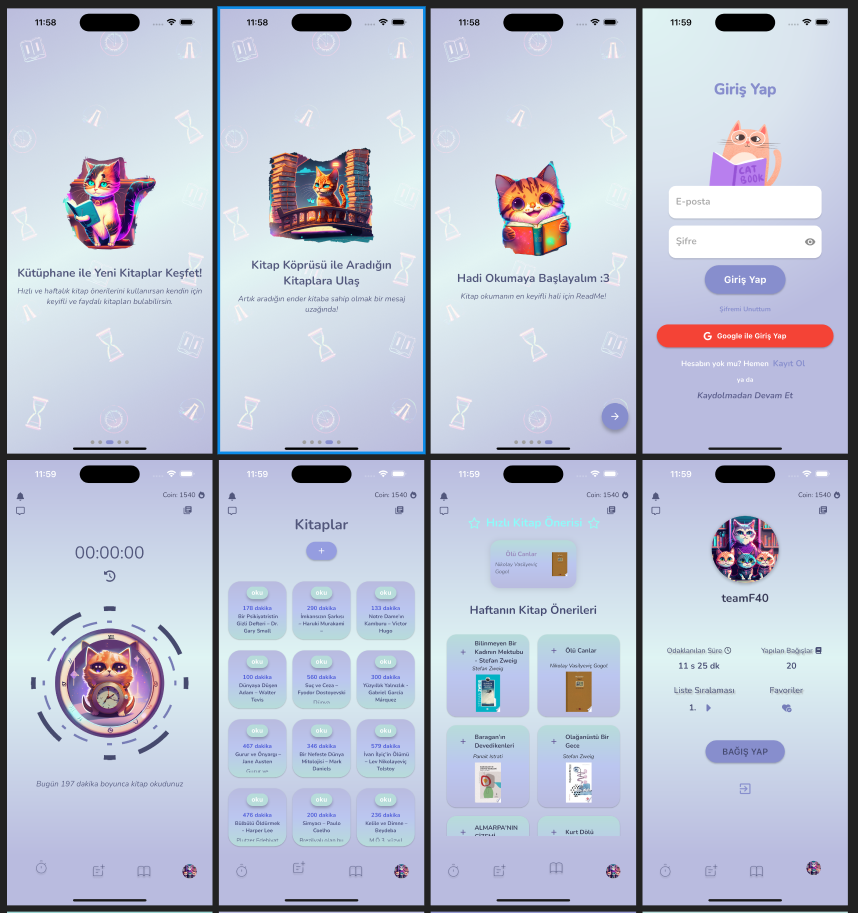 11:58
Kütüphane ile Yeni Kitaplar Keşfet!
Hızlı ve haftalık kitap önerilerini kullanırsan kendin için
keyifli ve faydalı kitapları bulabilirsin.
11:58
Kitap Köprüsü ile Aradığın
Kitaplara Ulaş
Artık aradığın ender kitaba sahip olmak bir mesaj
uzağında!
11:58
Hadi Okumaya Başlayalım :3
Kitap okumanın en keyifli hali için ReadMe!
11:59
Giriş Yap
CAT
BOOK
E-posta
Şifre
Giriş Yap
Şifremi Unuttum
G Google ile Giriş Yap
Hesabın yok mu? Hemen Kayıt Ol
ya da
Kaydolmadan Devam Et
11:59
Coin: 1540
00:00:00
Bugün 197 dakika boyunca kitap okudunuz
11:59
Coin: 1540
Kitaplar
+
oku
178 dakika
Bir Psikiyatristin
Gizli Defteri - Dr.
Gary Small
oku
290 dakika
İmkansızın Şarkısı
- Haruki Murakami
-
oku
133 dakika
Notre Dame'ın
Kamburu - Victor
Hugo
oku
100 dakika
Dünyaya Düşen
Adam - Walter
Tevis
oku
560 dakika
Suç ve Ceza -
Fyodor Dostoyevski
oku
300 dakika
Yüzyıllık Yalnızlık -
Gabriel Garcia
Márquez
oku
467 dakika
Gurur ve Önyargı -
Jane Austen
oku
346 dakika
Bir Nefeste Dünya
Mitolojisi - Mark
Daniels
oku
579 dakika
İvan İlyiç'in Ölümü
- Lev Nikolayeviç
Tolstoy
oku
476 dakika
Bülbülü Öldürmek
- Harper Lee
oku
200 dakika
Simyacı - Paulo
Coelho
oku
236 dakika
Kelile ve Dimne -
Beydeba
11:59
Coin: 1540
Hızlı Kitap Önerisi
Ölü Canlar
Nikolay Vasilyeviç
Gogol
Haftanın Kitap Önerileri
+ Bilinmeyen Bir
Kadının Mektubu
- Stefan Zweig
Stefan Zweig
+ Ölü Canlar
Nikolay Vasilyeviç Gogol
+ Baragan'ın
Devedikenleri
Panait Istrati
+ Olağanüstü Bir
Gece
Stefan Zweig
+ ALMARPA'NIN
+ Kurt Dölü
11:59
Coin: 1540
teamF40
Odaklanılan Süre
11 s 25 dk
Yapılan Bağışlar
20
Liste Sıralaması
1.
Favoriler
BAĞIŞ YAP